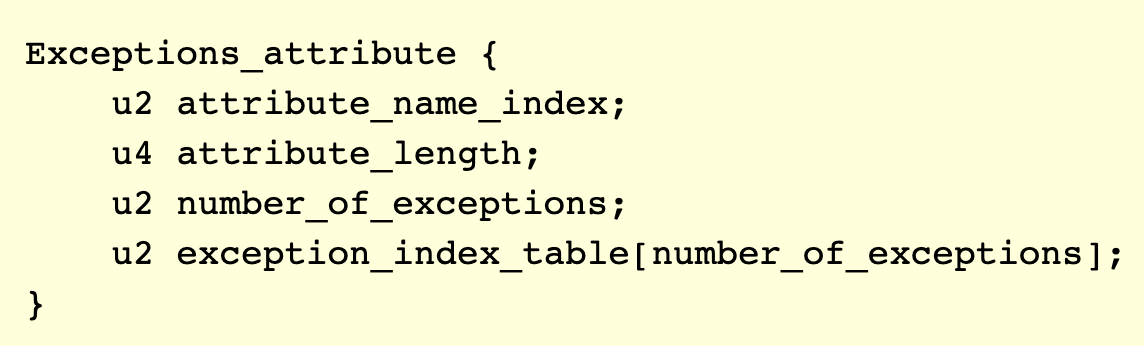 Exceptions_attribute {
    u2 attribute_name_index;
    u4 attribute_length;
    u2 number_of_exceptions;
    u2 exception_index_table[number_of_exceptions];
}